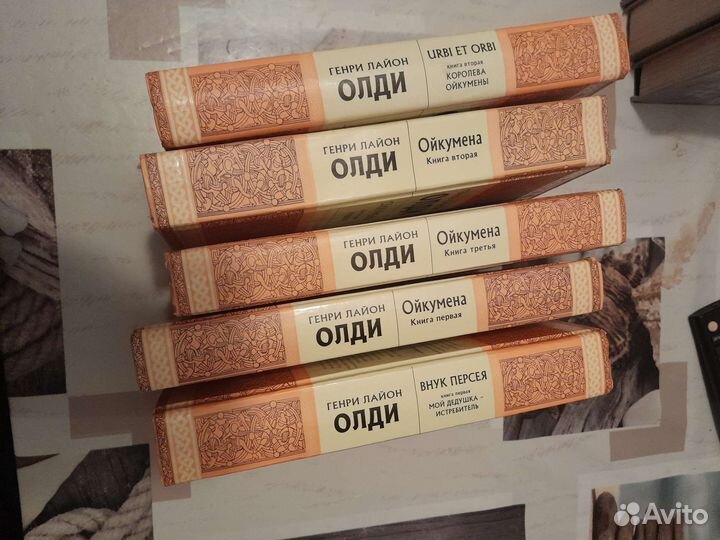 ГЕНРИ ЛАЙОН
ОЛДИ
URBI ET ORBI
книга вторая
КОРОЛЕВА
ОЙКУМЕНЫ
ГЕНРИ ЛАЙОН
ОЛДИ
Ойкумена
Книга вторая
ГЕНРИ ЛАЙОН
ОЛДИ
Ойкумена
Книга третья
ГЕНРИ ЛАЙОН
ОЛДИ
Ойкумена
Книга первая
ГЕНРИ ЛАЙОН
ОЛДИ
ВНУК ПЕРСЕЯ
книга первая
МОЙ ДЕДУШКА –
ИСТРЕБИТЕЛЬ
Avito